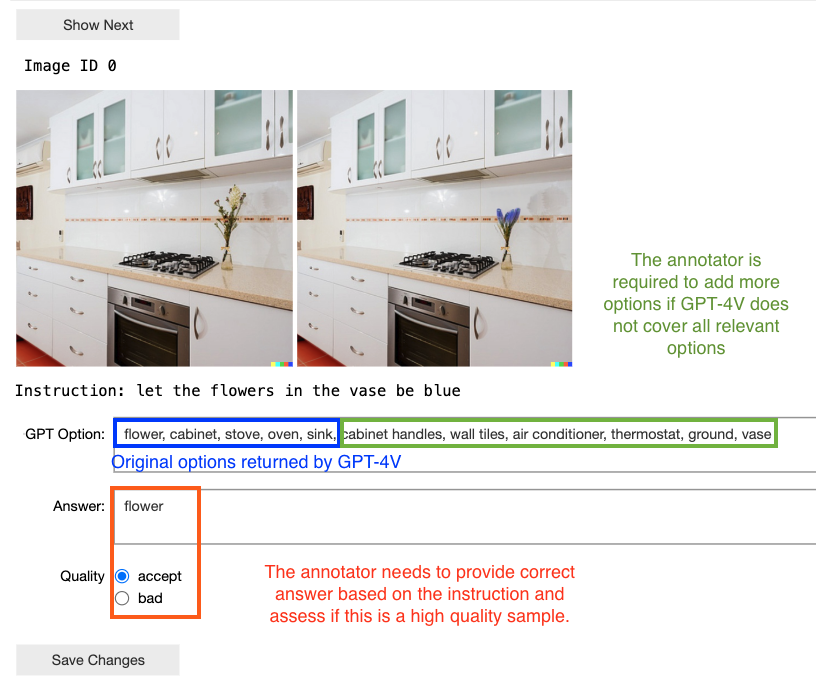 Show Next
Image ID 0
The annotator is
required to add more
options if GPT-4V does
not cover all relevant
options
Instruction: let the flowers in the vase be blue
GPT Option: flower, cabinet, stove, oven, sink, cabinet handles, wall tiles, air conditioner, thermostat, ground, vase
Original options returned by GPT-4V
Answer: flower
Quality accept
bad
The annotator needs to provide correct
answer based on the instruction and
assess if this is a high quality sample.
Save Changes